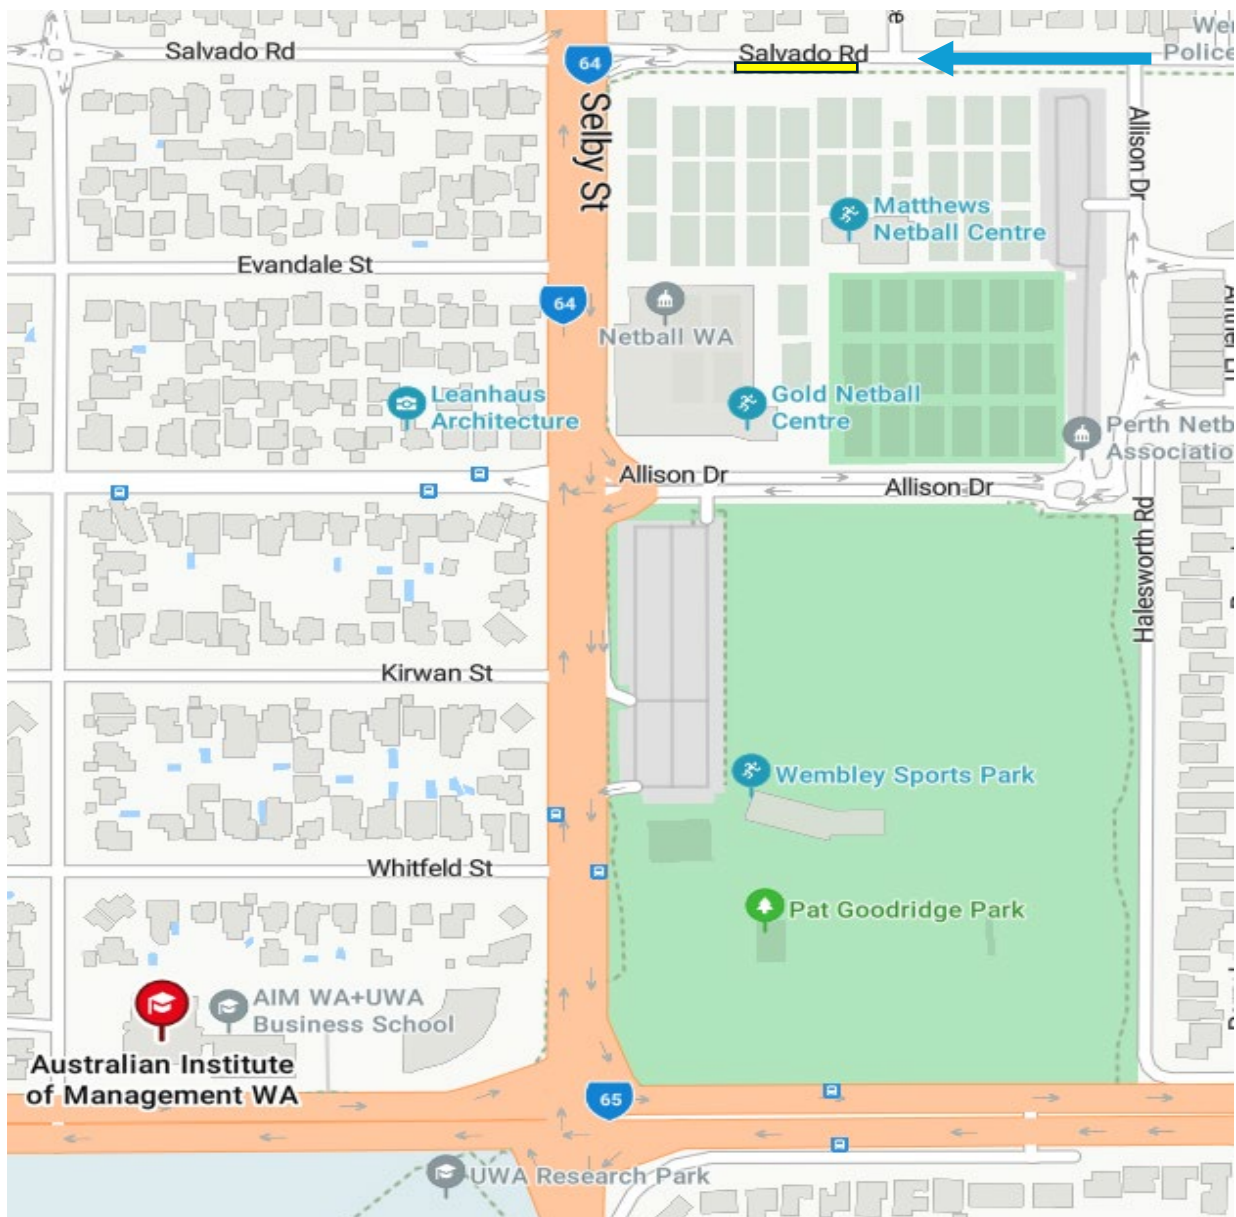 Salvado Rd
64
Salvado Rd
Police
Selby St
Allison Dr
Matthews
Netball Centre
Evandale St
64
Netball WA
Leanhaus
Architecture
Gold Netball
Centre
Perth Netb
Associatio
Allison Dr
Allison Dr
Halesworth Rd
Kirwan St
Wembley Sports Park
Whitfeld St
Pat Goodridge Park
AIM WA+UWA
Business School
Australian Institute
of Management WA
65
UWA Research Park